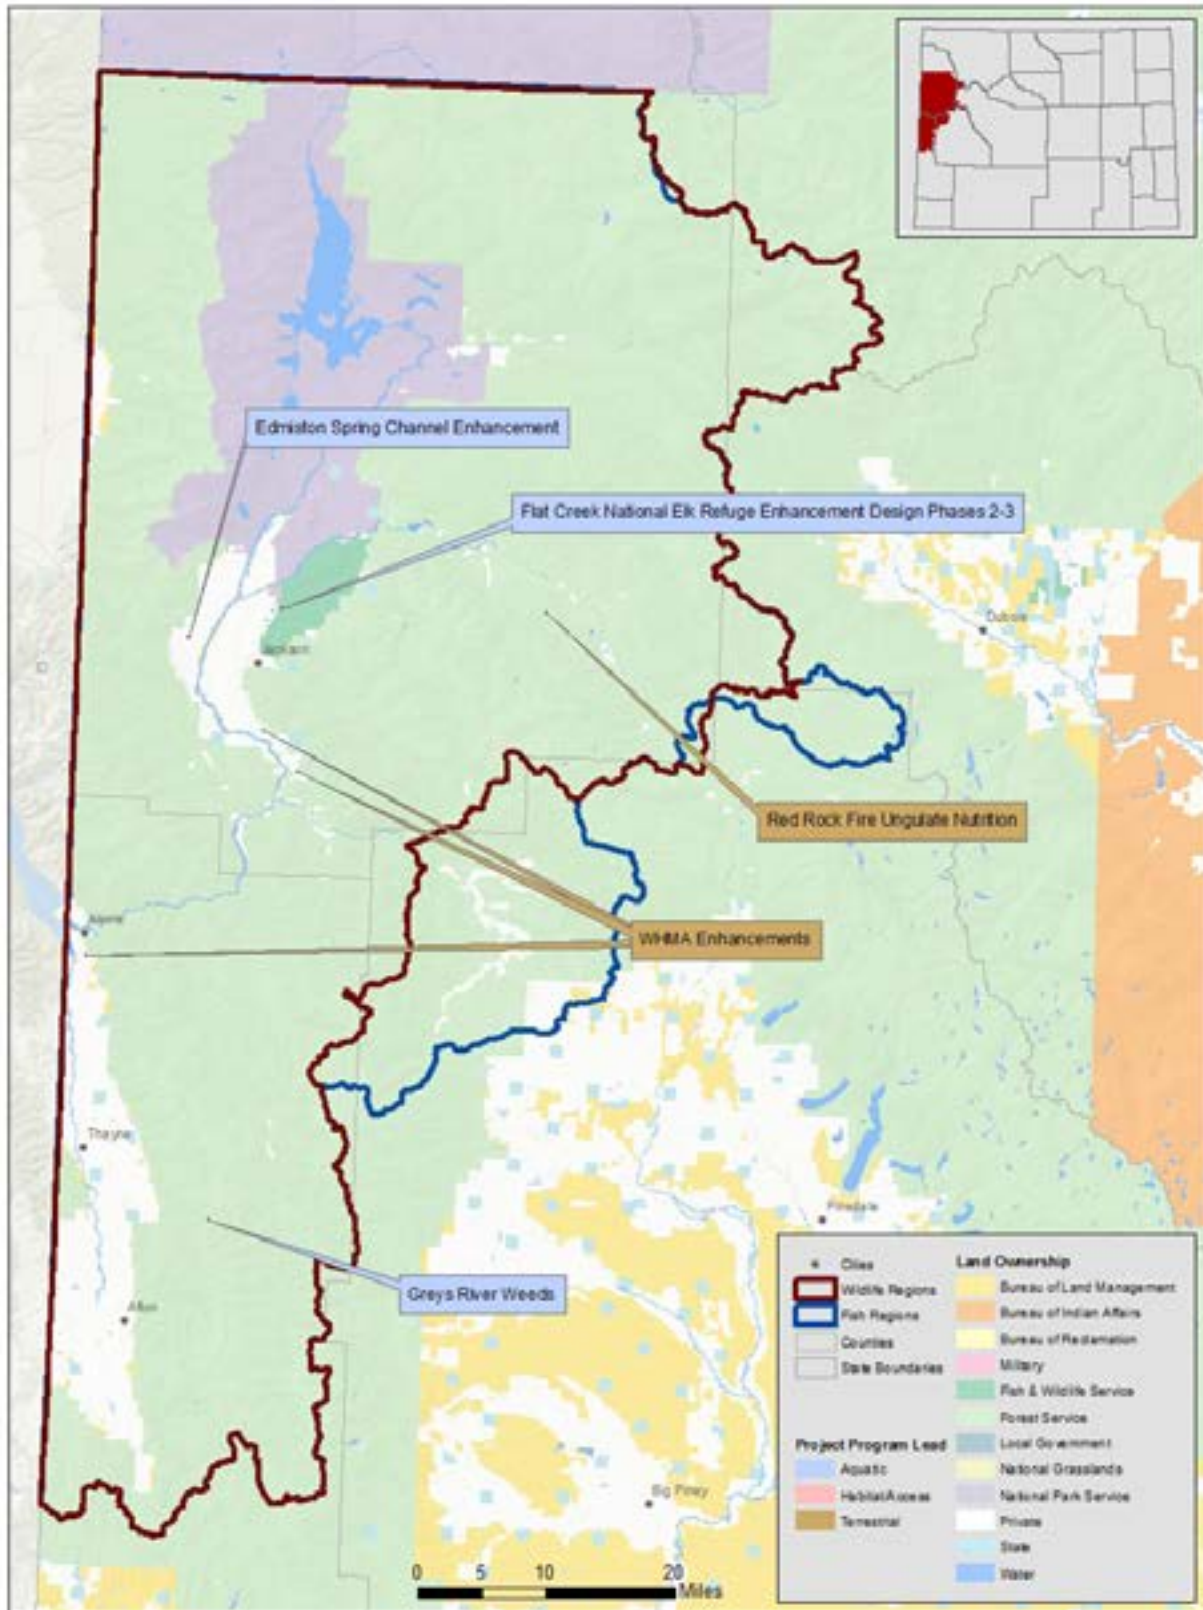 Edmiston Spring Channel Enhancement
Flat Creek National Elk Refuge Enhancement Design Phases 2-3
Dubois
Jackson
Red Rock Fire Ungulate Nutrition
Alpine
WHMA Enhancements
Thayne
Pinedale
Greys River Weeds
Afton
Big Piney
0 5 10 20
Miles
Cities
Wildlife Regions
Fish Regions
Counties
State Boundaries
Project Program Lead
Aquatic
Habitat/Access
Terrestrial
Land Ownership
Bureau of Land Management
Bureau of Indian Affairs
Bureau of Reclamation
Military
Fish & Wildlife Service
Forest Service
Local Government
National Grasslands
National Park Service
Private
State
Water